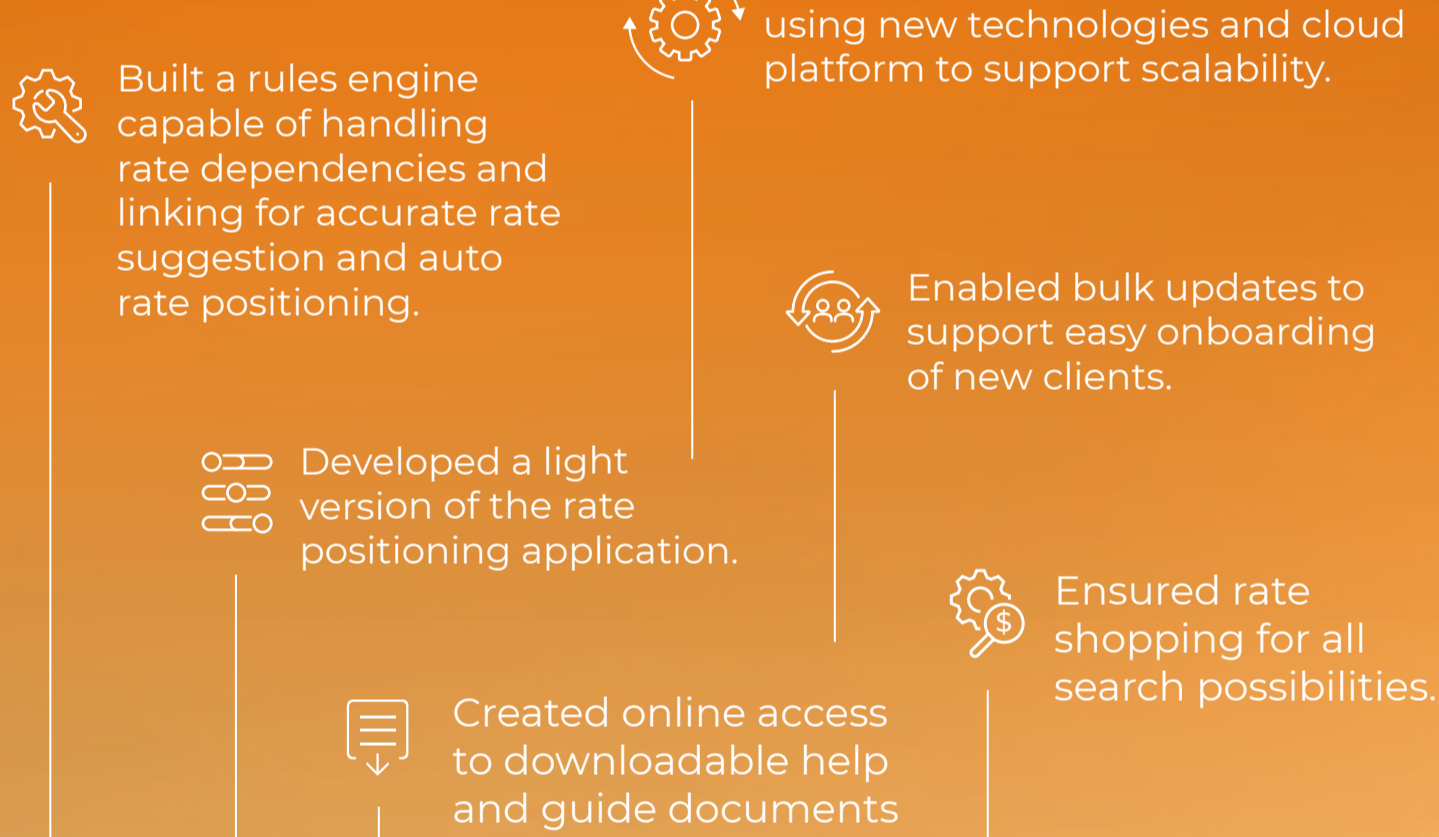 using new technologies and cloud
platform to support scalability.
Built a rules engine
capable of handling
rate dependencies and
linking for accurate rate
suggestion and auto
rate positioning.
Enabled bulk updates to
support easy onboarding
of new clients.
Developed a light
version of the rate
positioning application.
$
Ensured rate
shopping for all
search possibilities.
Created online access
to downloadable help
and guide documents